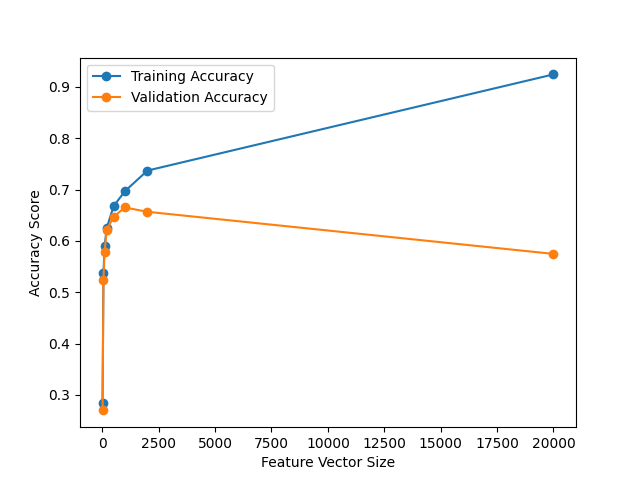 Training Accuracy
Validation Accuracy
0.9
0.8
0.7
0.6
0.5
0.4
0.3
Accuracy Score
0 2500 5000 7500 10000 12500 15000 17500 20000
Feature Vector Size